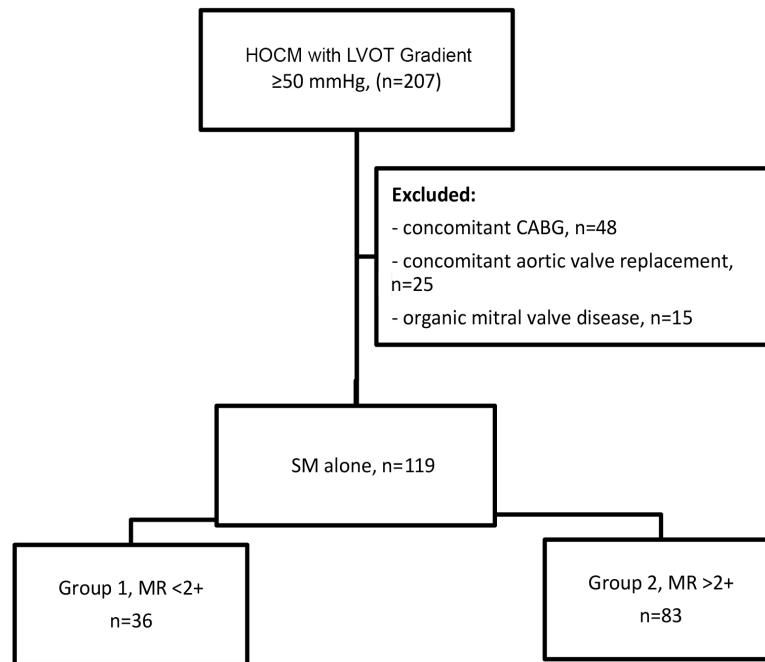 HOCM with LVOT Gradient
≥50 mmHg, (n=207)
Excluded:
- concomitant CABG, n=48
- concomitant aortic valve replacement,
n=25
- organic mitral valve disease, n=15
SM alone, n=119
Group 1, MR <2+
n=36
Group 2, MR >2+
n=83